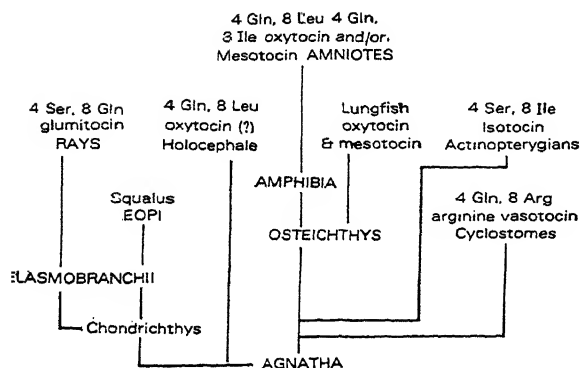 4 Gln, 8 Leu 4 Gln,
3 Ile oxytocin and/or.
Mesotocin AMNIOTES
4 Ser, 8 Gln
glumitocin
RAYS
4 Gln, 8 Leu
oxytocin (?)
Holocephale
Lungfish
oxytocin
& mesotocin
4 Ser, 8 Ile
Isotocin
Actinopterygians
Squalus
EOPI
AMPHIBIA
4 Gln, 8 Arg
arginine vasotocin
Cyclostomes
OSTEICHTHYS
ELASMOBRANCHII
Chondrichthys
AGNATHA